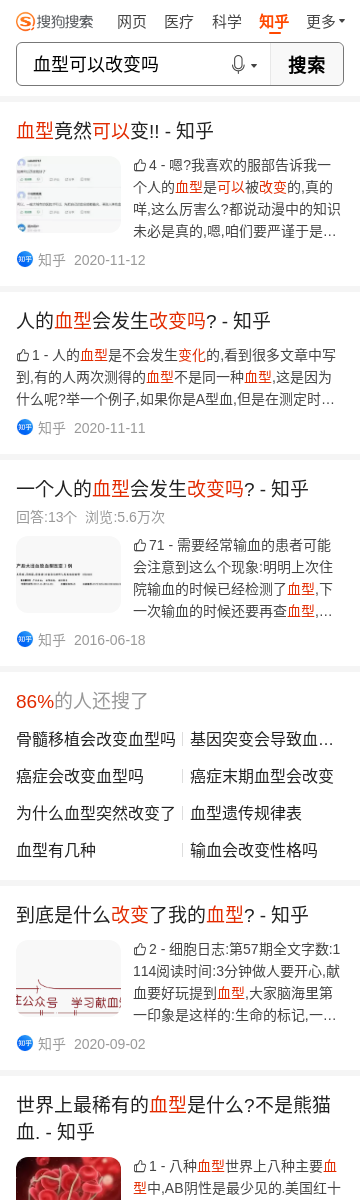 搜狗搜索 网页 医疗 科学 知乎 更多
血型可以改变吗 搜索
血型竟然可以变!! - 知乎
4 - 嗯?我喜欢的服部告诉我一
个人的血型是可以被改变的,真的
咩,这么厉害么?都说动漫中的知识
未必是真的,嗯,咱们要严谨于是…
知乎 知乎 2020-11-12
人的血型会发生改变吗? - 知乎
1 - 人的血型是不会发生变化的,看到很多文章中写
到,有的人两次测得的血型不是同一种血型,这是因为
什么呢?举一个例子,如果你是A型血,但是在测定时…
知乎 知乎 2020-11-11
一个人的血型会发生改变吗? - 知乎
回答:13个 浏览:5.6万次
71 - 需要经常输血的患者可能
会注意到这么个现象:明明上次住
院输血的时候已经检测了血型,下
一次输血的时候还要再查血型,…
知乎 知乎 2016-06-18
86%的人还搜了
骨髓移植会改变血型吗 基因突变会导致血…
癌症会改变血型吗 癌症末期血型会改变
为什么血型突然改变了 血型遗传规律表
血型有几种 输血会改变性格吗
到底是什么改变了我的血型? - 知乎
2 - 细胞日志:第57期全文字数:1
114阅读时间:3分钟做人要开心,献
血要好玩提到血型,大家脑海里第
一印象是这样的:生命的标记,一…
主公众号 学习献血
知乎 知乎 2020-09-02
世界上最稀有的血型是什么?不是熊猫
血. - 知乎
1 - 八种血型世界上八种主要血
型中,AB阴性是最少见的.美国红十